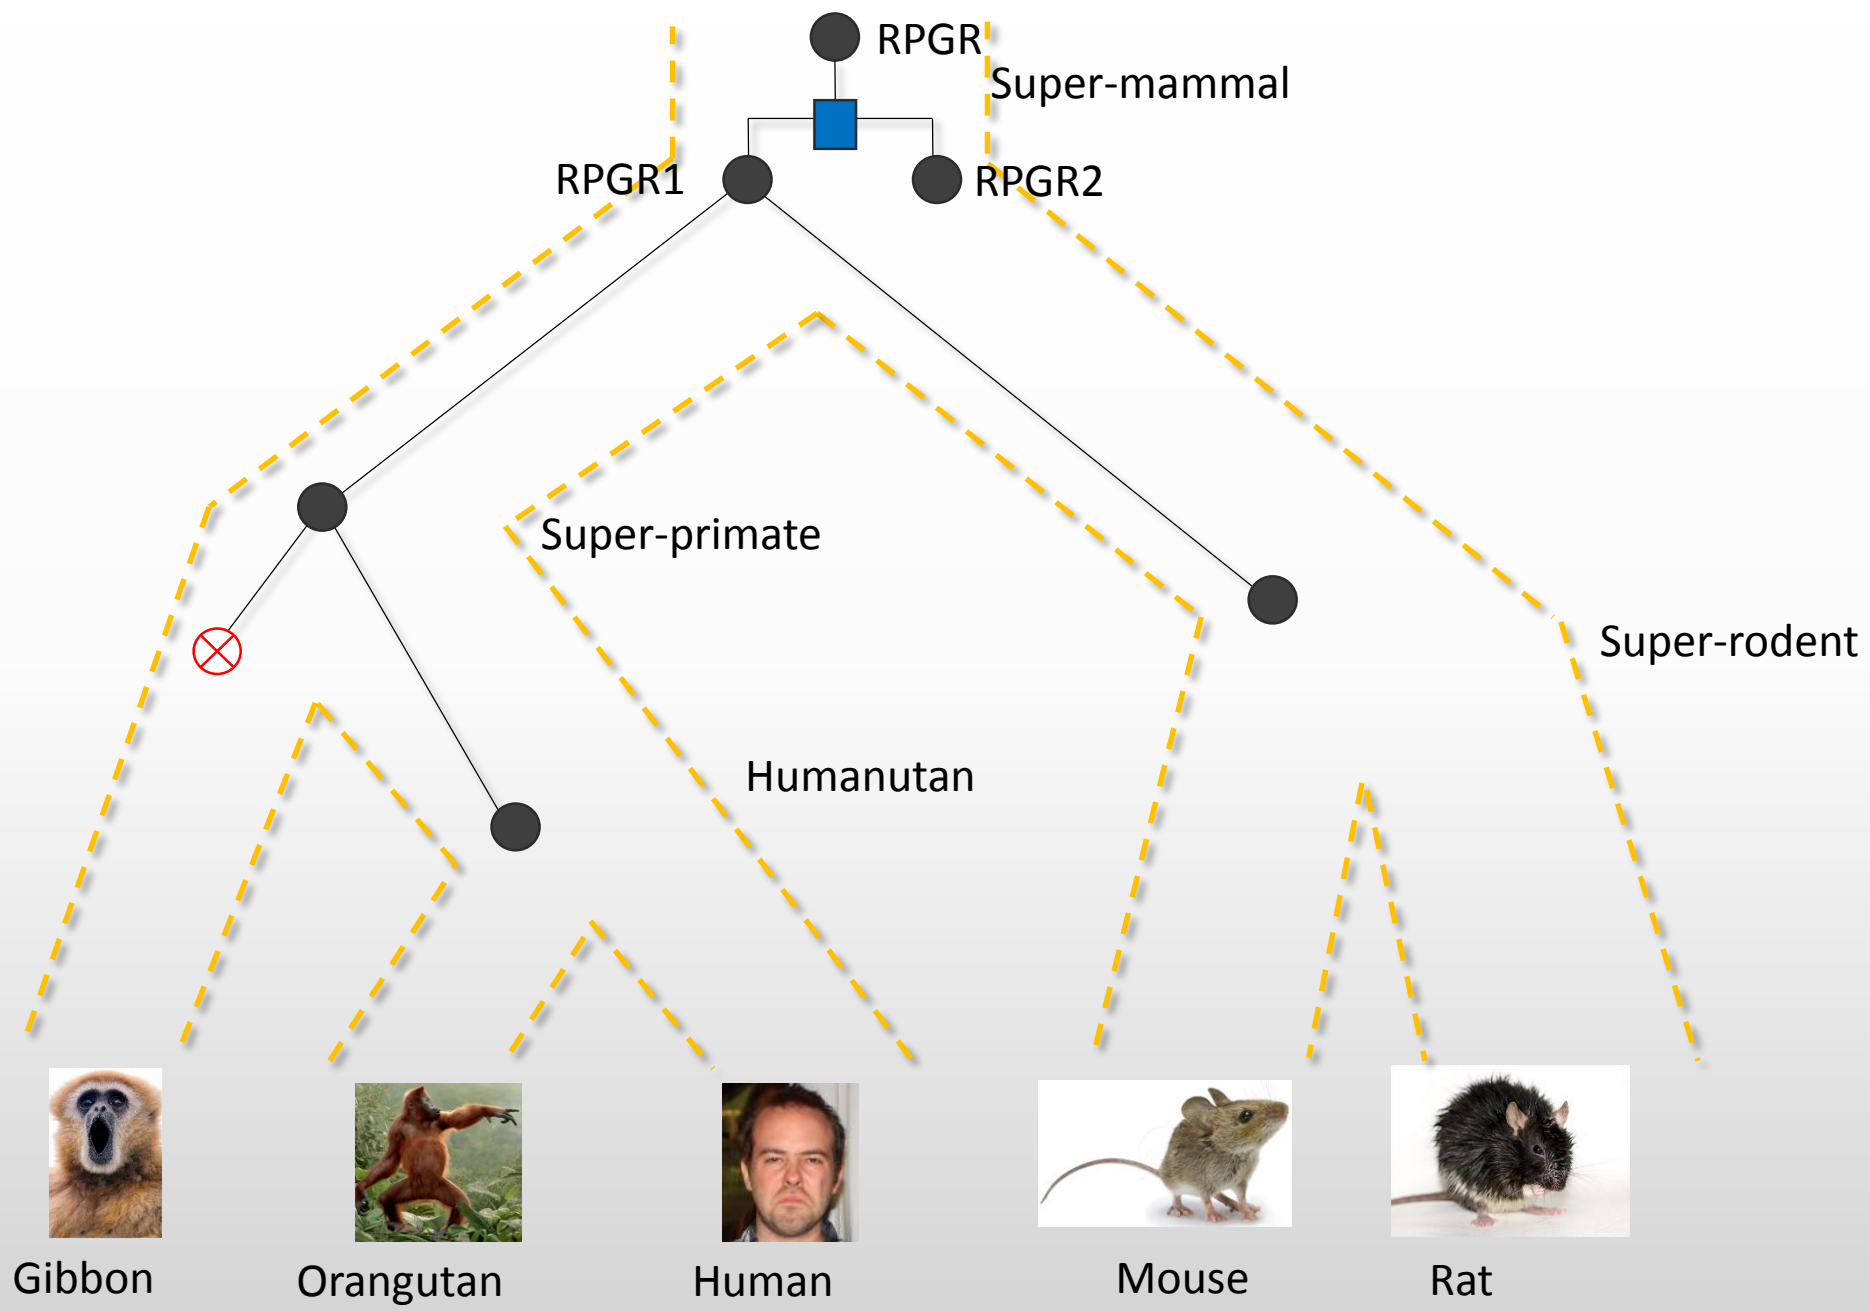 RPGR
Super-mammal
RPGR1
RPGR2
Super-primate
Super-rodent
Humanutan
Gibbon
Orangutan
Human
Mouse
Rat